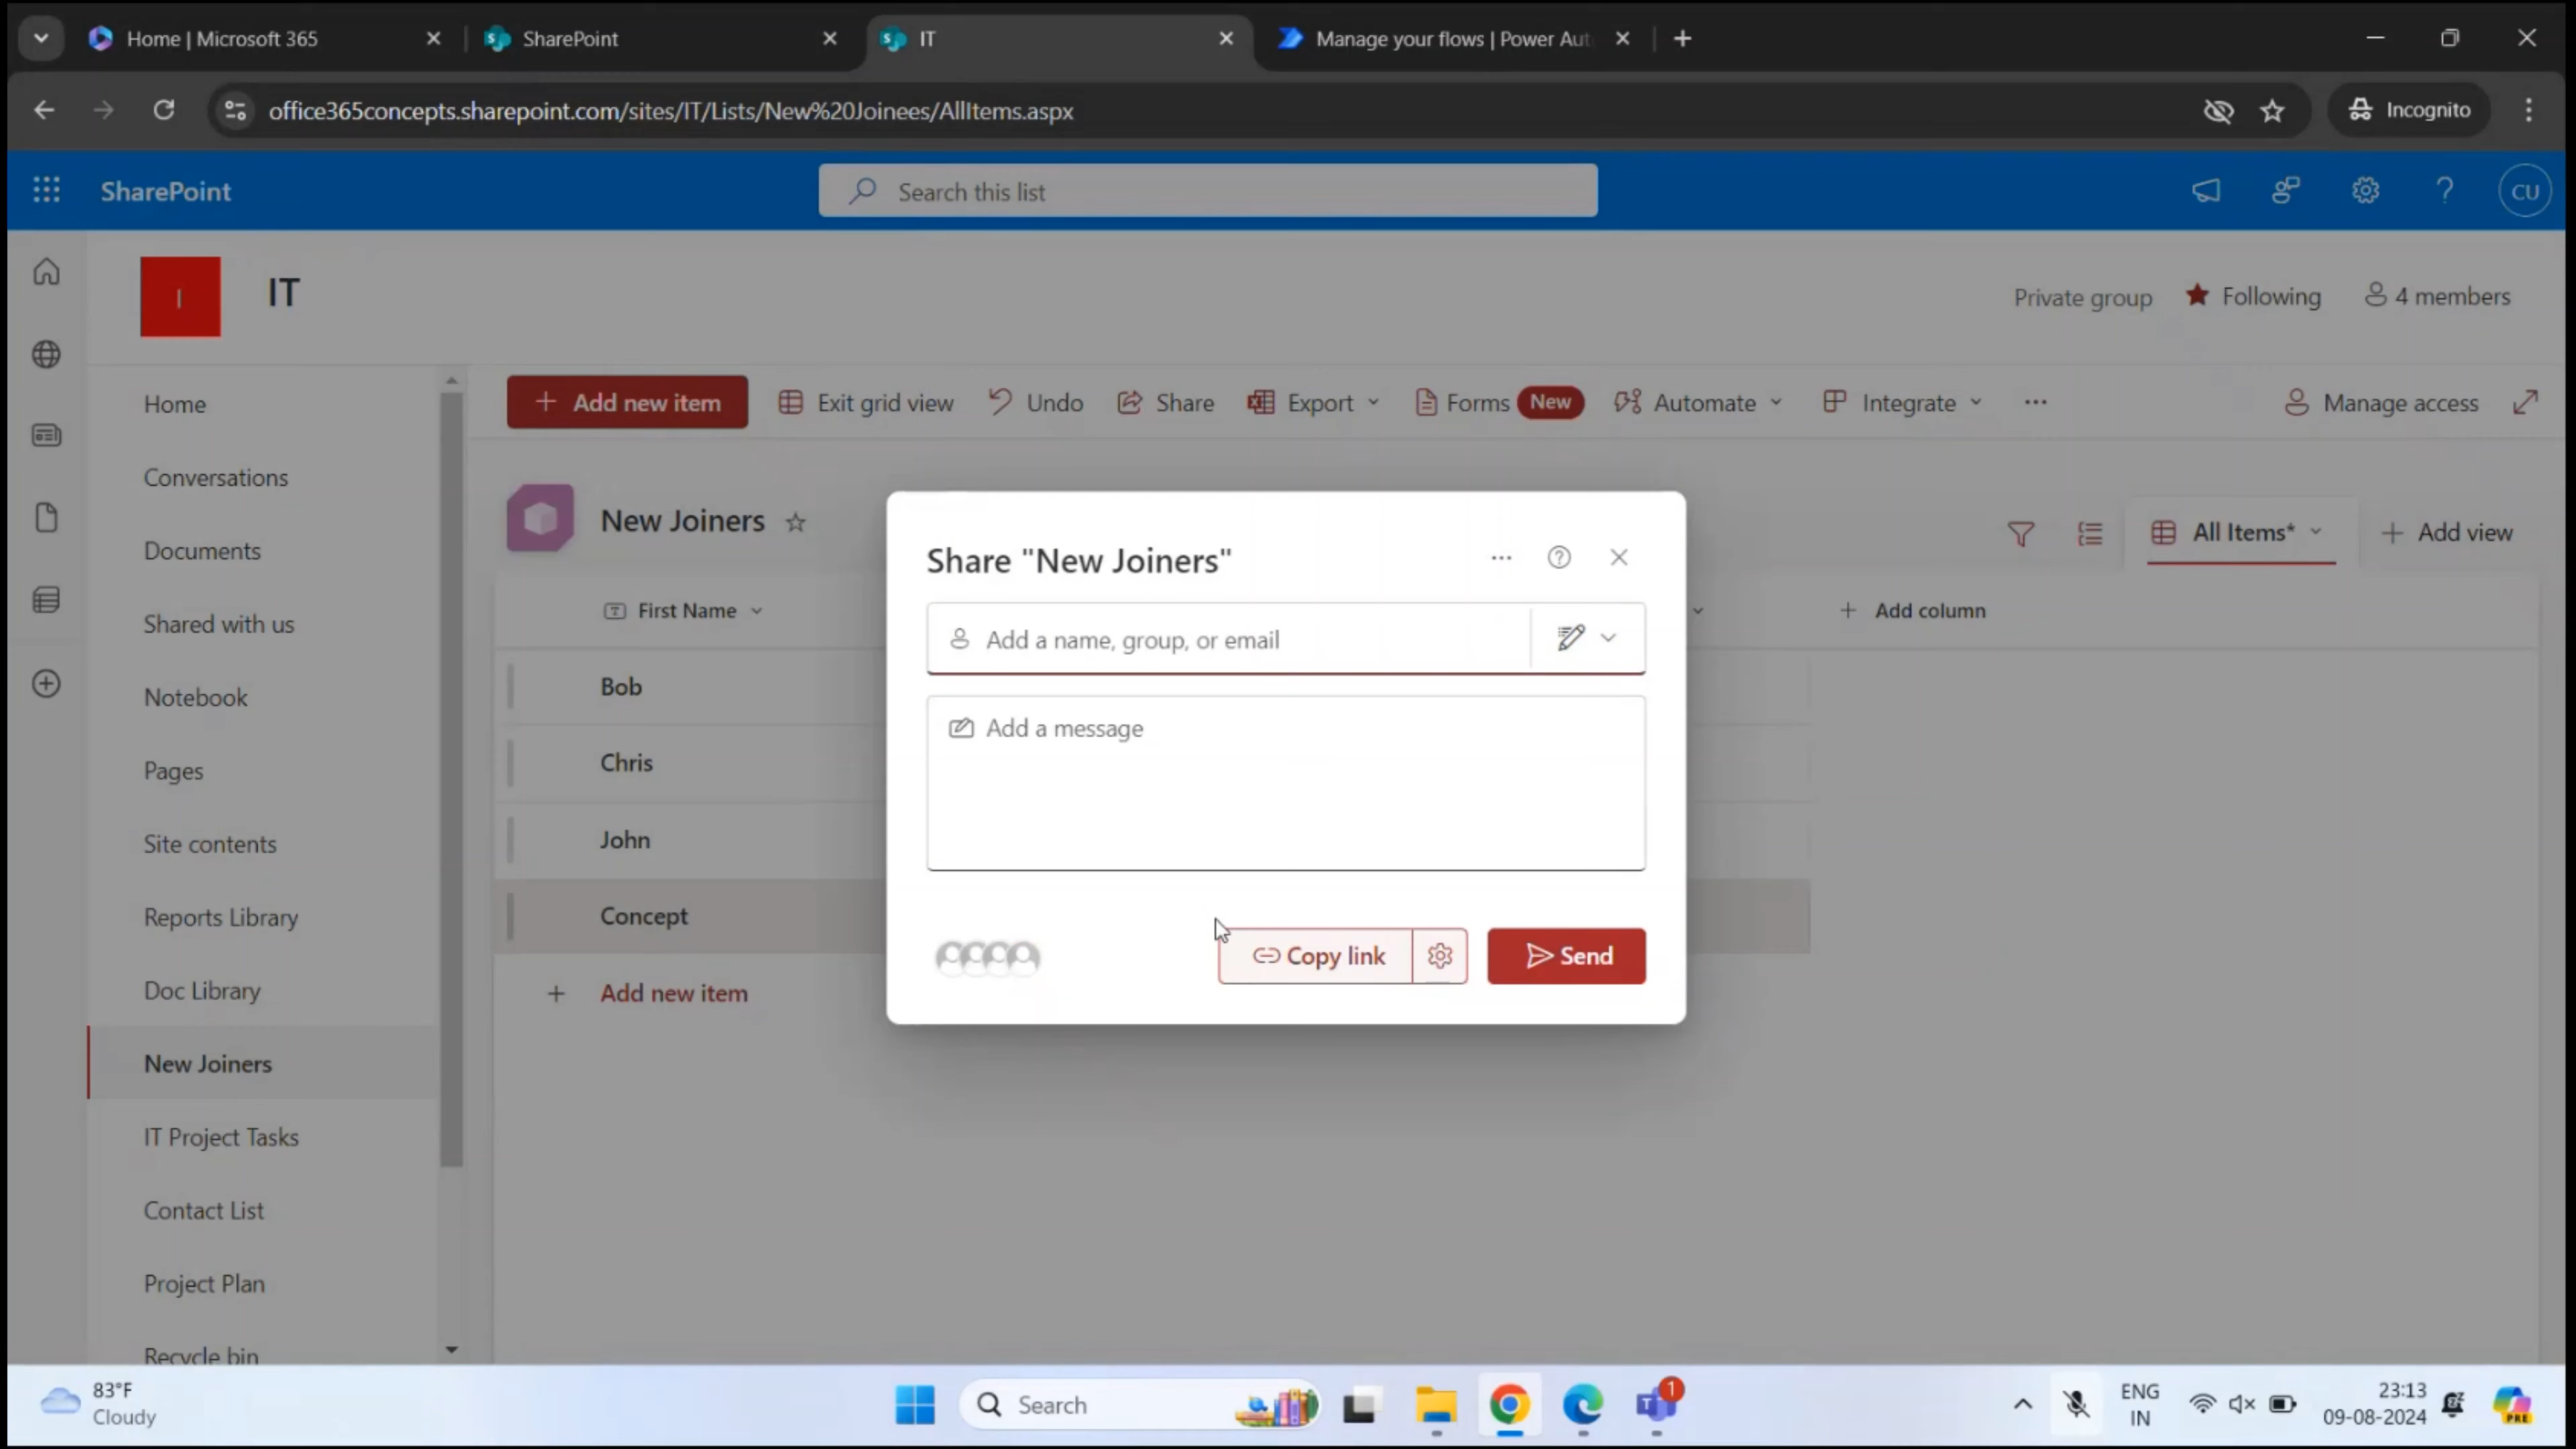 Home | Microsoft 365
SharePoint
IT
Manage your flows | Power Aut
office365concepts.sharepoint.com/sites/IT/Lists/New%20Joinees/AllItems.aspx
Incognito
SharePoint
Search this list
CU
I
IT
Private group
Following
4 members
Home
Conversations
Documents
Shared with us
Notebook
Pages
Site contents
Reports Library
Doc Library
New Joiners
IT Project Tasks
Contact List
Project Plan
Recycle bin
+ Add new item
Exit grid view
Undo
Share
Export
Forms New
Automate
Integrate
Manage access
New Joiners
All Items*
+ Add view
First Name
+ Add column
Bob
Chris
John
Concept
+ Add new item
Share "New Joiners"
Add a name, group, or email
Add a message
Copy link
Send
83°F
Cloudy
Search
1
ENG
IN
23:13
09-08-2024
PRE